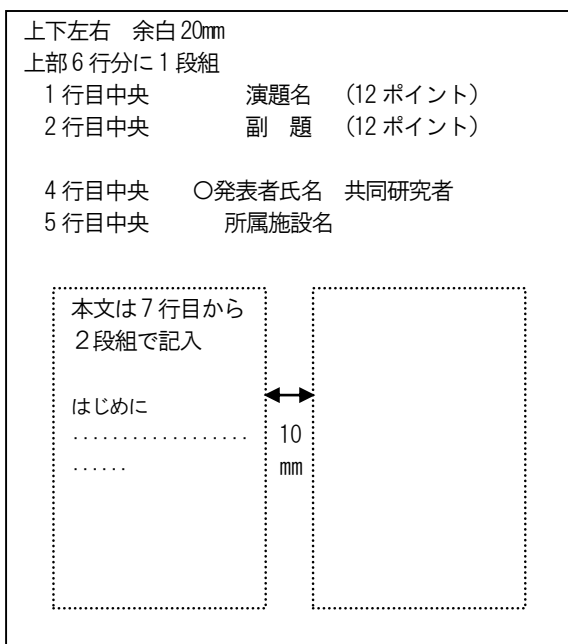 上下左右　余白20mm
上部6行分に1段組
1行目中央　演題名　（12ポイント）
2行目中央　副　題　（12ポイント）
4行目中央　〇発表者氏名　共同研究者
5行目中央　所属施設名
本文は7行目から
２段組で記入
はじめに
..................
......
10
mm